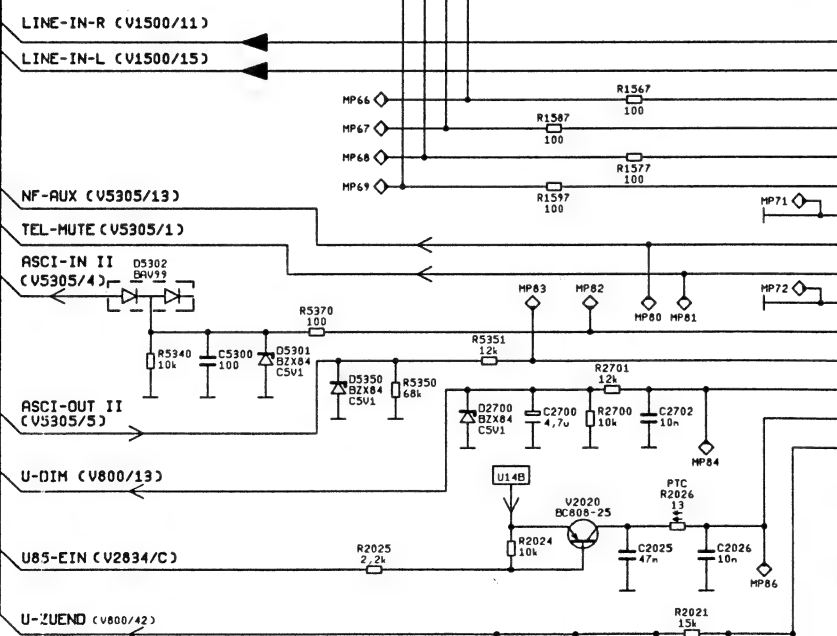 LINE-IN-R (V1500/11)
LINE-IN-L (V1500/15)
R1567
100
MP66
R1587
100
MP67
MP68
R1577
100
MP69
R1597
100
NF-AUX (V5305/13)
MP71
TEL-MUTE (V5305/1)
ASCI-IN II
(V5305/4)
D5302
BAV99
MP83
MP82
MP80
MP81
MP72
R5370
100
R5351
12k
R5340
10k
C5300
100
D5301
BZX84
C5V1
D5350
BZX84
C5V1
R5350
68k
R2701
12k
D2700
BZX84
C5V1
C2700
4,7u
R2700
10k
C2702
10n
ASCI-OUT II
(V5305/5)
MP84
U-DIM (V800/13)
U14B
PTC
R2026
13
V2020
BC808-25
R2024
10k
C2025
47n
C2026
10n
MP86
U85-EIN (V2834/C)
R2025
2,2k
U-ZUEND (V800/42)
R2021
15k